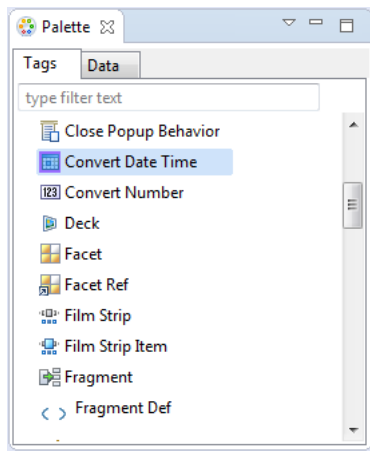 Palette
Tags Data
type filter text
Close Popup Behavior
Convert Date Time
123 Convert Number
Deck
Facet
Facet Ref
Film Strip
Film Strip Item
Fragment
Fragment Def